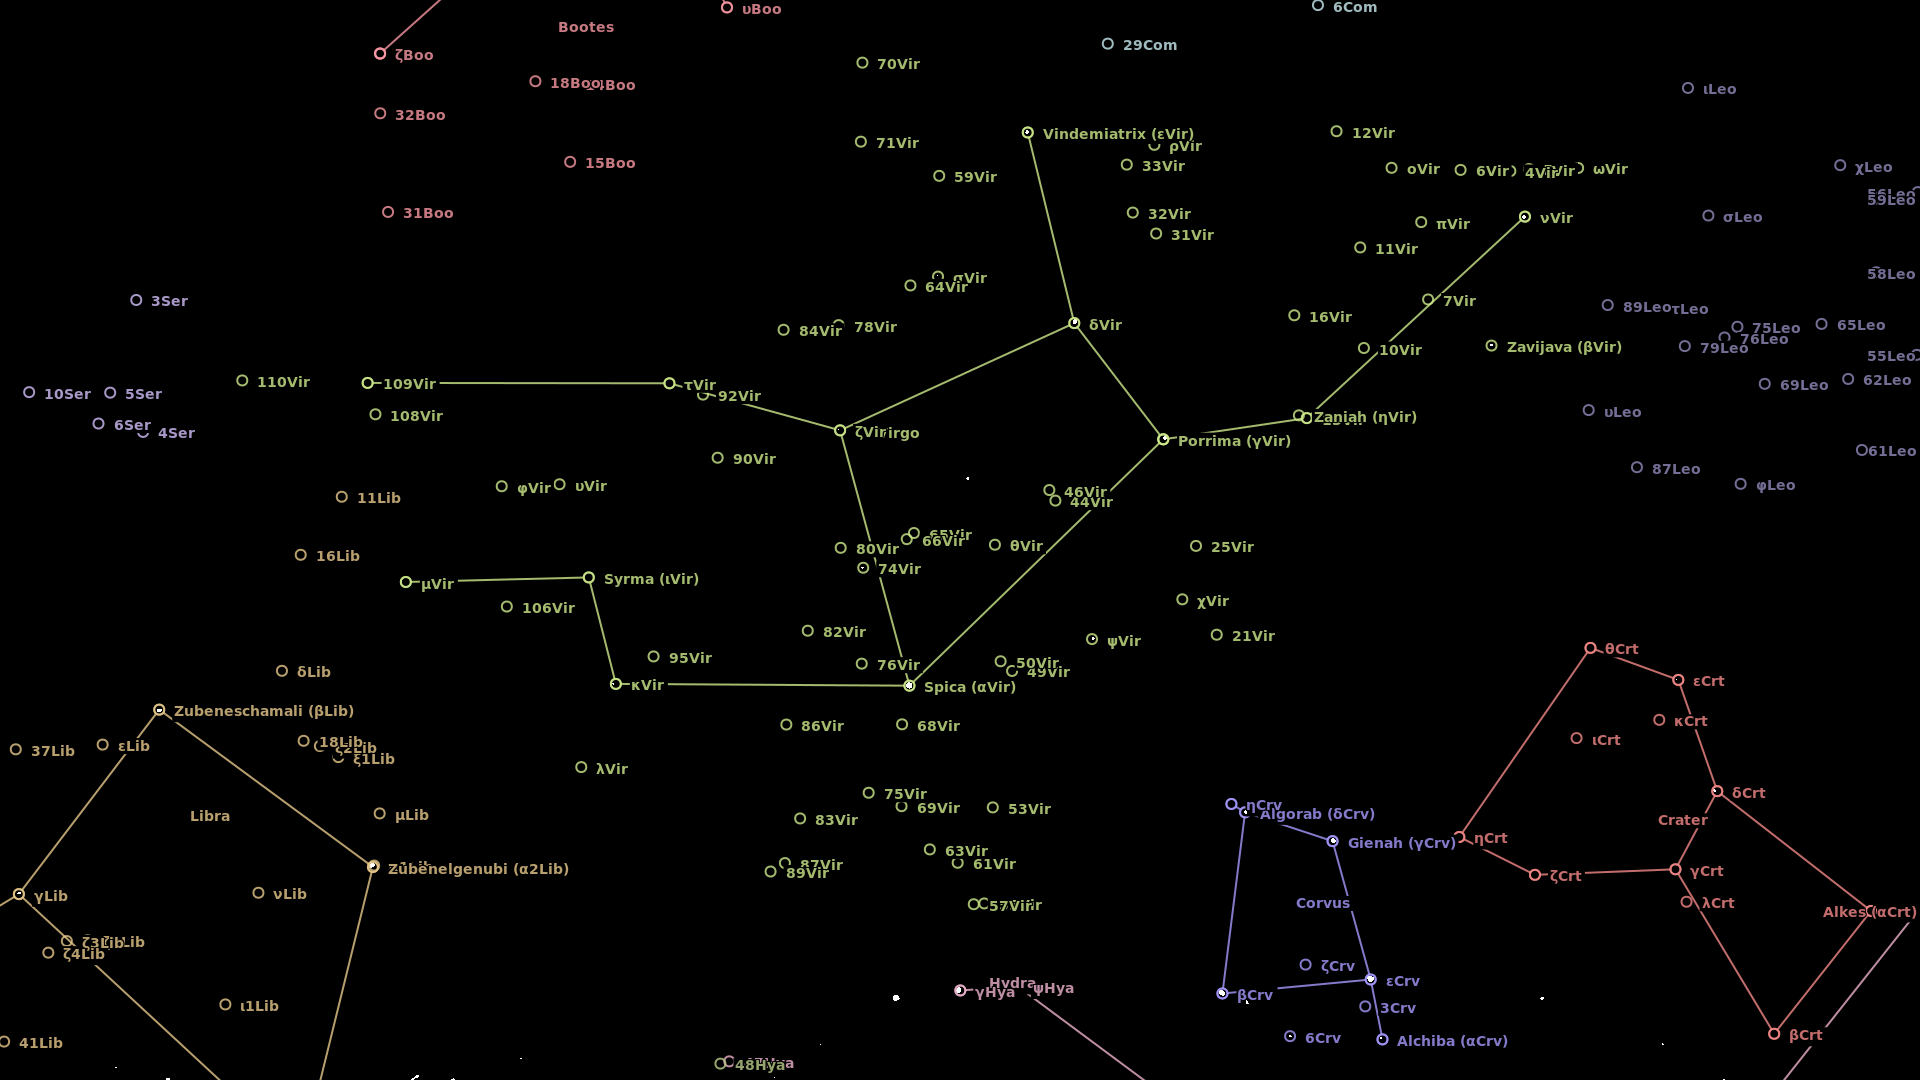 6Com
υBoo
Bootes
29Com
ζBoo
70Vir
18Boo
Boo
ιLeo
32Boo
12Vir
Vindemiatrix (εVir)
71Vir
ρVir
15Boo
33Vir
οVir
6Vir
4Vir
ωVir
χLeo
59Vir
59Leo
31Boo
32Vir
σLeo
νVir
πVir
31Vir
11Vir
58Leo
σVir
64Vir
3Ser
7Vir
89Leo
τLeo
16Vir
δVir
65Leo
84Vir
78Vir
75Leo
76Leo
Zavijava (βVir)
79Leo
10Vir
55Leo
110Vir
109Vir
τVir
62Leo
69Leo
10Ser
5Ser
92Vir
υLeo
108Vir
Zaniah (ηVir)
6Ser
4Ser
ζVir
Porrima (γVir)
61Leo
90Vir
87Leo
φLeo
φVir
υVir
46Vir
44Vir
11Lib
65Vir
66Vir
80Vir
θVir
25Vir
16Lib
74Vir
Syrma (ιVir)
μVir
χVir
106Vir
82Vir
21Vir
ψVir
θCrt
95Vir
76Vir
50Vir
49Vir
δLib
εCrt
κVir
Spica (αVir)
Zubeneschamali (βLib)
κCrt
86Vir
68Vir
18Lib
ιCrt
εLib
37Lib
ξ2Lib
ξ1Lib
λVir
75Vir
δCrt
ηCrv
69Vir
53Vir
Algorab (δCrv)
μLib
Libra
83Vir
Crater
ηCrt
Gienah (γCrv)
63Vir
61Vir
87Vir
89Vir
Zubenelgenubi (α2Lib)
γCrt
ζCrt
νLib
γLib
Corvus
λCrt
57Vir
Alkes (αCrt)
ζ3Lib
Lib
ζ4Lib
ζCrv
εCrv
Hydra
γHya
ψHya
βCrv
ι1Lib
3Crv
βCrt
6Crv
Alchiba (αCrv)
41Lib
48Hya